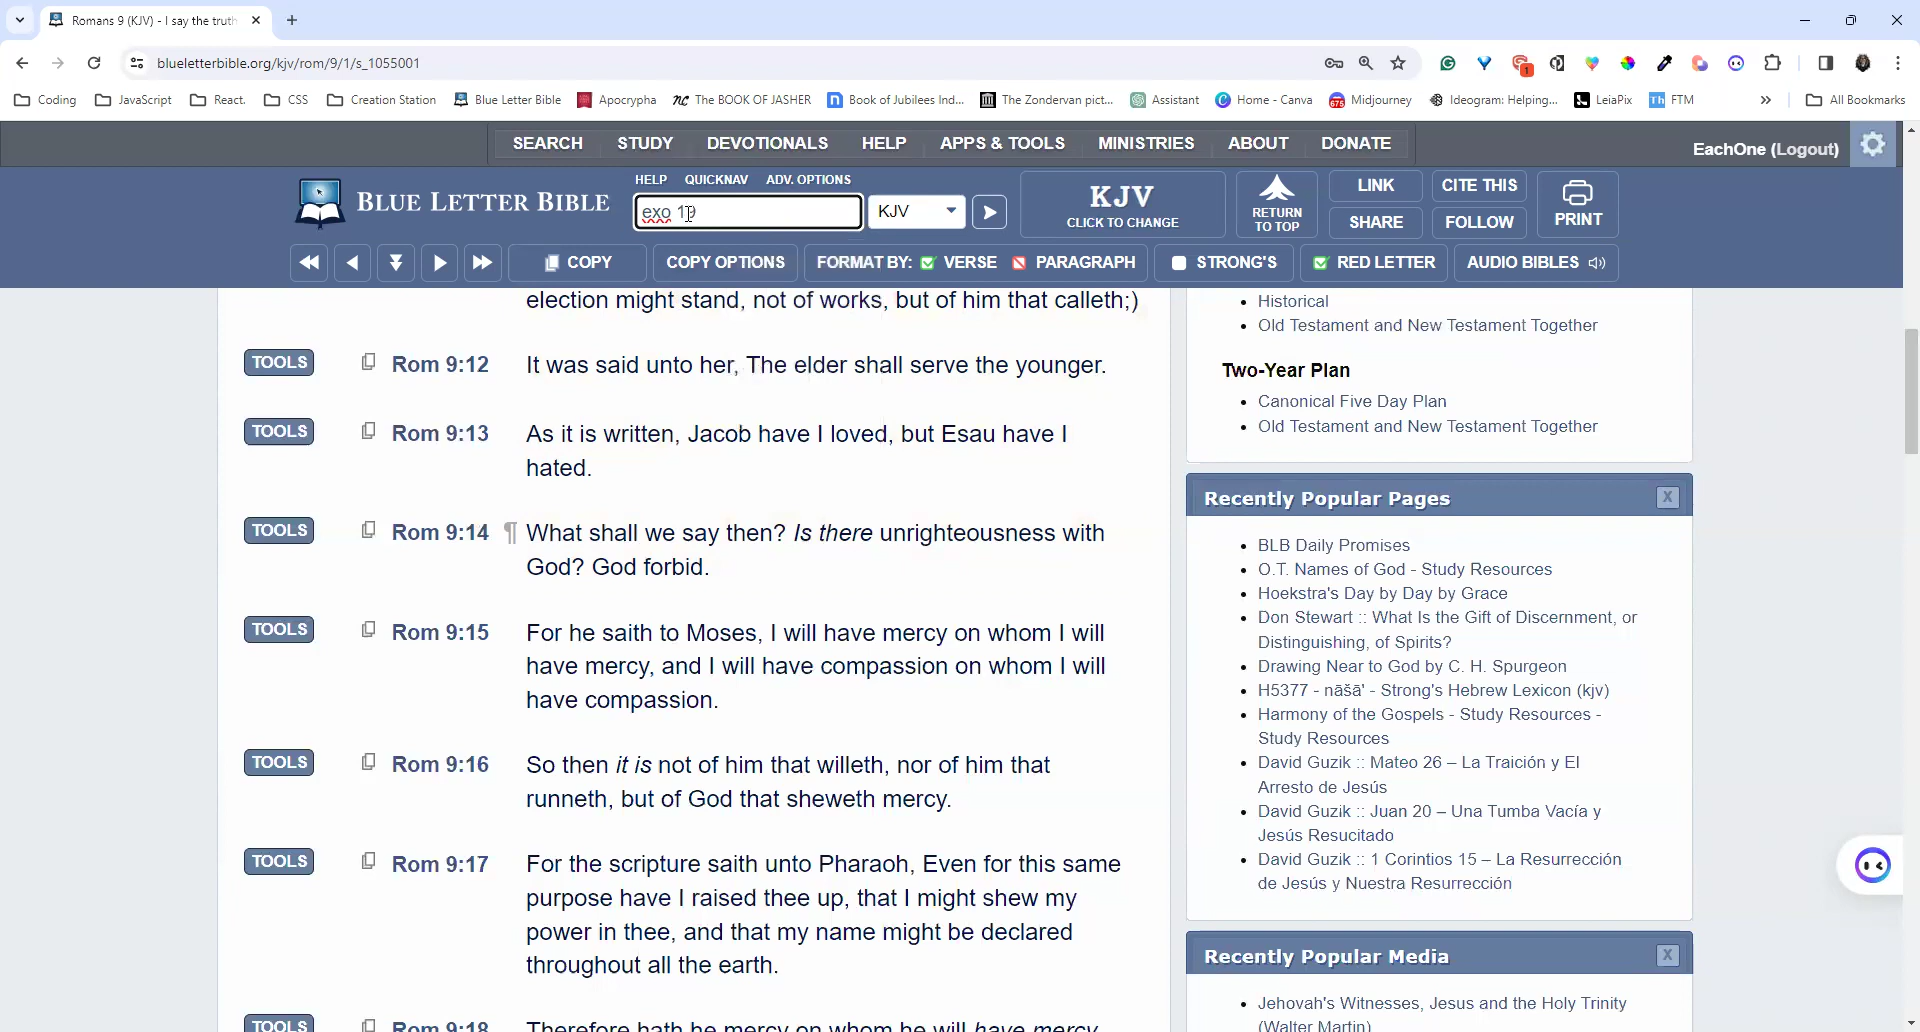 Romans 9 (KJV) - I say the truth
blueletterbible.org/kjv/rom/9/1/s_1055001
1
Coding JavaScript React. CSS Creation Station Blue Letter Bible Apocrypha The BOOK OF JASHER Book of Jubilees Ind... The Zondervan pict... Assistant Home - Canva Midjourney Ideogram: Helping... LeiaPix FTM » All Bookmarks
SEARCH STUDY DEVOTIONALS HELP APPS & TOOLS MINISTRIES ABOUT DONATE EachOne (Logout)
HELP QUICKNAV ADV. OPTIONS
BLUE LETTER BIBLE exo 19 KJV
KJV
CLICK TO CHANGE
RETURN
TO TOP
LINK CITE THIS
SHARE FOLLOW
PRINT
COPY COPY OPTIONS FORMAT BY: VERSE PARAGRAPH STRONG'S RED LETTER AUDIO BIBLES
election might stand, not of works, but of him that calleth;)
TOOLS Rom 9:12 It was said unto her, The elder shall serve the younger.
TOOLS Rom 9:13 As it is written, Jacob have I loved, but Esau have I
hated.
TOOLS Rom 9:14 ¶ What shall we say then? Is there unrighteousness with
God? God forbid.
TOOLS Rom 9:15 For he saith to Moses, I will have mercy on whom I will
have mercy, and I will have compassion on whom I will
have compassion.
TOOLS Rom 9:16 So then it is not of him that willeth, nor of him that
runneth, but of God that sheweth mercy.
TOOLS Rom 9:17 For the scripture saith unto Pharaoh, Even for this same
purpose have I raised thee up, that I might shew my
power in thee, and that my name might be declared
throughout all the earth.
TOOLS Rom 9:18 Therefore hath he mercy on whom he will have mercy
Historical
Old Testament and New Testament Together
Two-Year Plan
Canonical Five Day Plan
Old Testament and New Testament Together
Recently Popular Pages X
BLB Daily Promises
O.T. Names of God - Study Resources
Hoekstra's Day by Day by Grace
Don Stewart :: What Is the Gift of Discernment, or
Distinguishing, of Spirits?
Drawing Near to God by C. H. Spurgeon
H5377 - nāšā' - Strong's Hebrew Lexicon (kjv)
Harmony of the Gospels - Study Resources -
Study Resources
David Guzik :: Mateo 26 – La Traición y El
Arresto de Jesús
David Guzik :: Juan 20 – Una Tumba Vacía y
Jesús Resucitado
David Guzik :: 1 Corintios 15 – La Resurrección
de Jesús y Nuestra Resurrección
Recently Popular Media X
Jehovah's Witnesses, Jesus and the Holy Trinity
(Walter Martin)